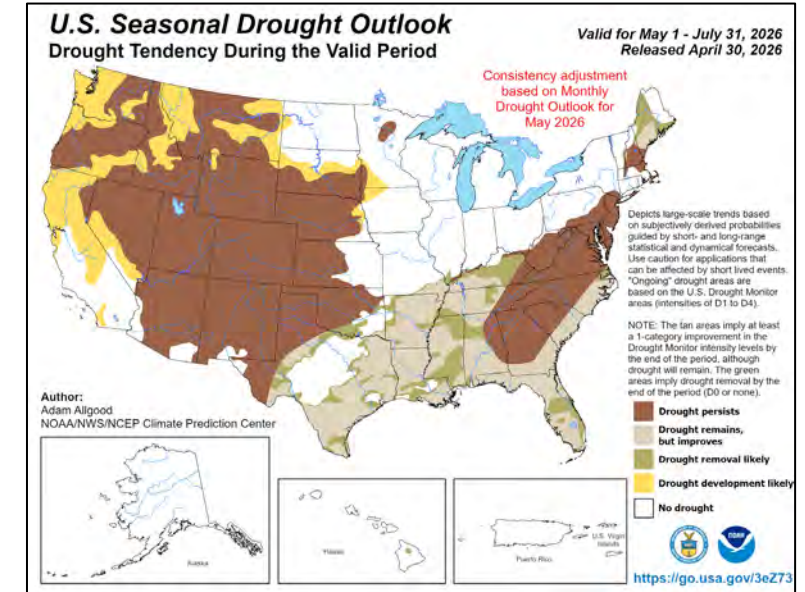 U.S. Seasonal Drought Outlook
Drought Tendency During the Valid Period
Valid for May 1 - July 31, 2026
Released April 30, 2026
Consistency adjustment
based on Monthly
Drought Outlook for
May 2026
Depicts large-scale trends based
on subjectively derived probabilities
guided by short- and long-range
statistical and dynamical forecasts.
Use caution for applications that
can be affected by short lived events.
"Ongoing" drought areas are
based on the U.S. Drought Monitor
areas (intensities of D1 to D4).
NOTE: The tan areas imply at least
a 1-category improvement in the
Drought Monitor intensity levels by
the end of the period, although
drought will remain. The green
areas imply drought removal by the
end of the period (D0 or none).
Author:
Adam Allgood
NOAA/NWS/NCEP Climate Prediction Center
Drought persists
Drought remains,
but improves
Drought removal likely
Drought development likely
No drought
Alaska
Hawaii
Puerto Rico
U.S. Virgin
Islands
NOAA
https://go.usa.gov/3eZ73